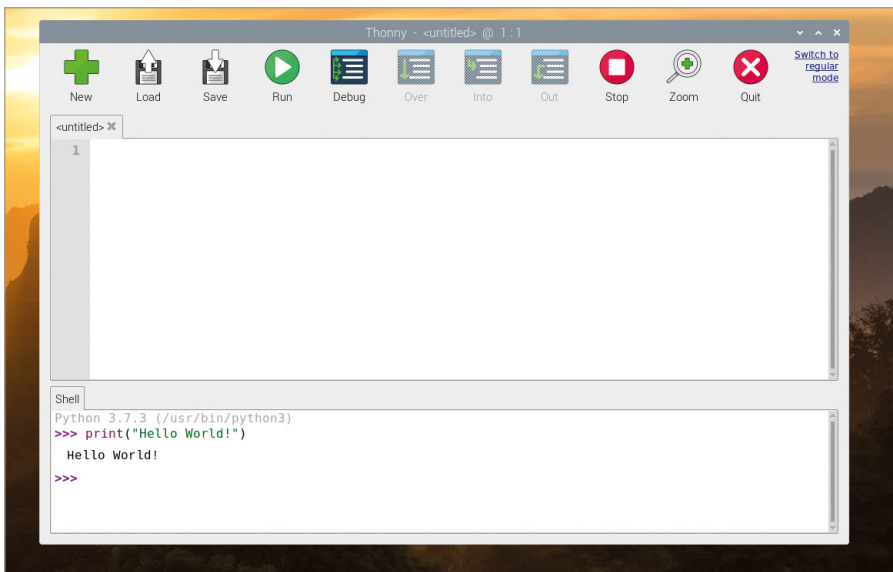 Thonny - <untitled> @ 1:1
New Load Save Run Debug Over Into Out Stop Zoom Quit
Switch to
regular
mode
<untitled>
1
Shell
Python 3.7.3 (/usr/bin/python3)
>>> print("Hello World!")
Hello World!
>>>